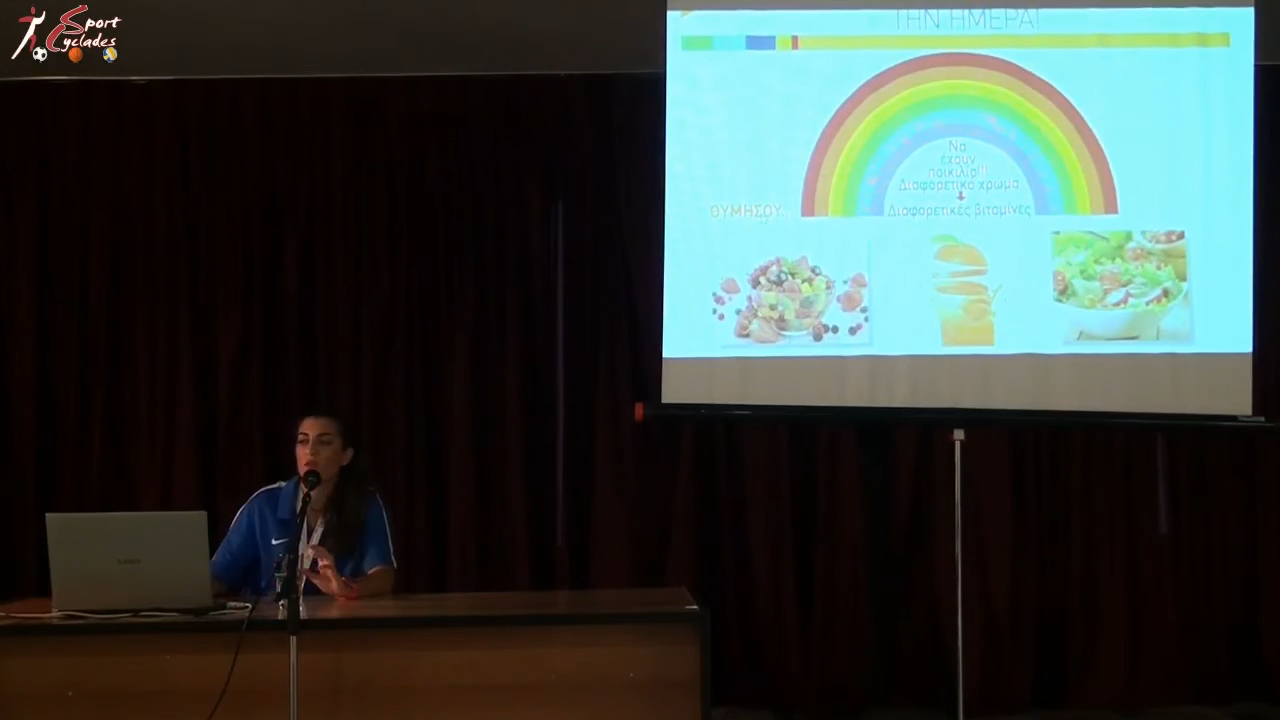 Sport
Cyclades
ΤΗΝ ΗΜΕΡΑ!
Να
έχουν
ποικιλία!!!
Διαφορετικό χρώμα
Διαφορετικές βιταμίνες
ΘΥΜΗΣΟΥ...